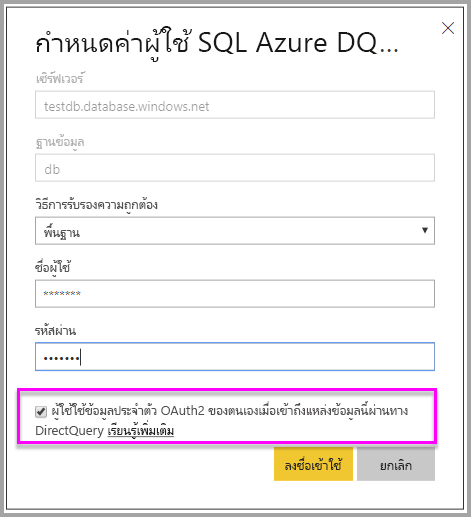 กำหนดค่าผู้ใช้ SQL Azure DQ...
เซิร์ฟเวอร์
testdb.database.windows.net
ฐานข้อมูล
db
วิธีการรับรองความถูกต้อง
พื้นฐาน
ชื่อผู้ใช้
*******
รหัสผ่าน
•••••••
ผู้ใช้ใช้ข้อมูลประจำตัว OAuth2 ของตนเองเมื่อเข้าถึงแหล่งข้อมูลนี้ผ่านทาง
DirectQuery เรียนรู้เพิ่มเติม
ลงชื่อเข้าใช้ ยกเลิก